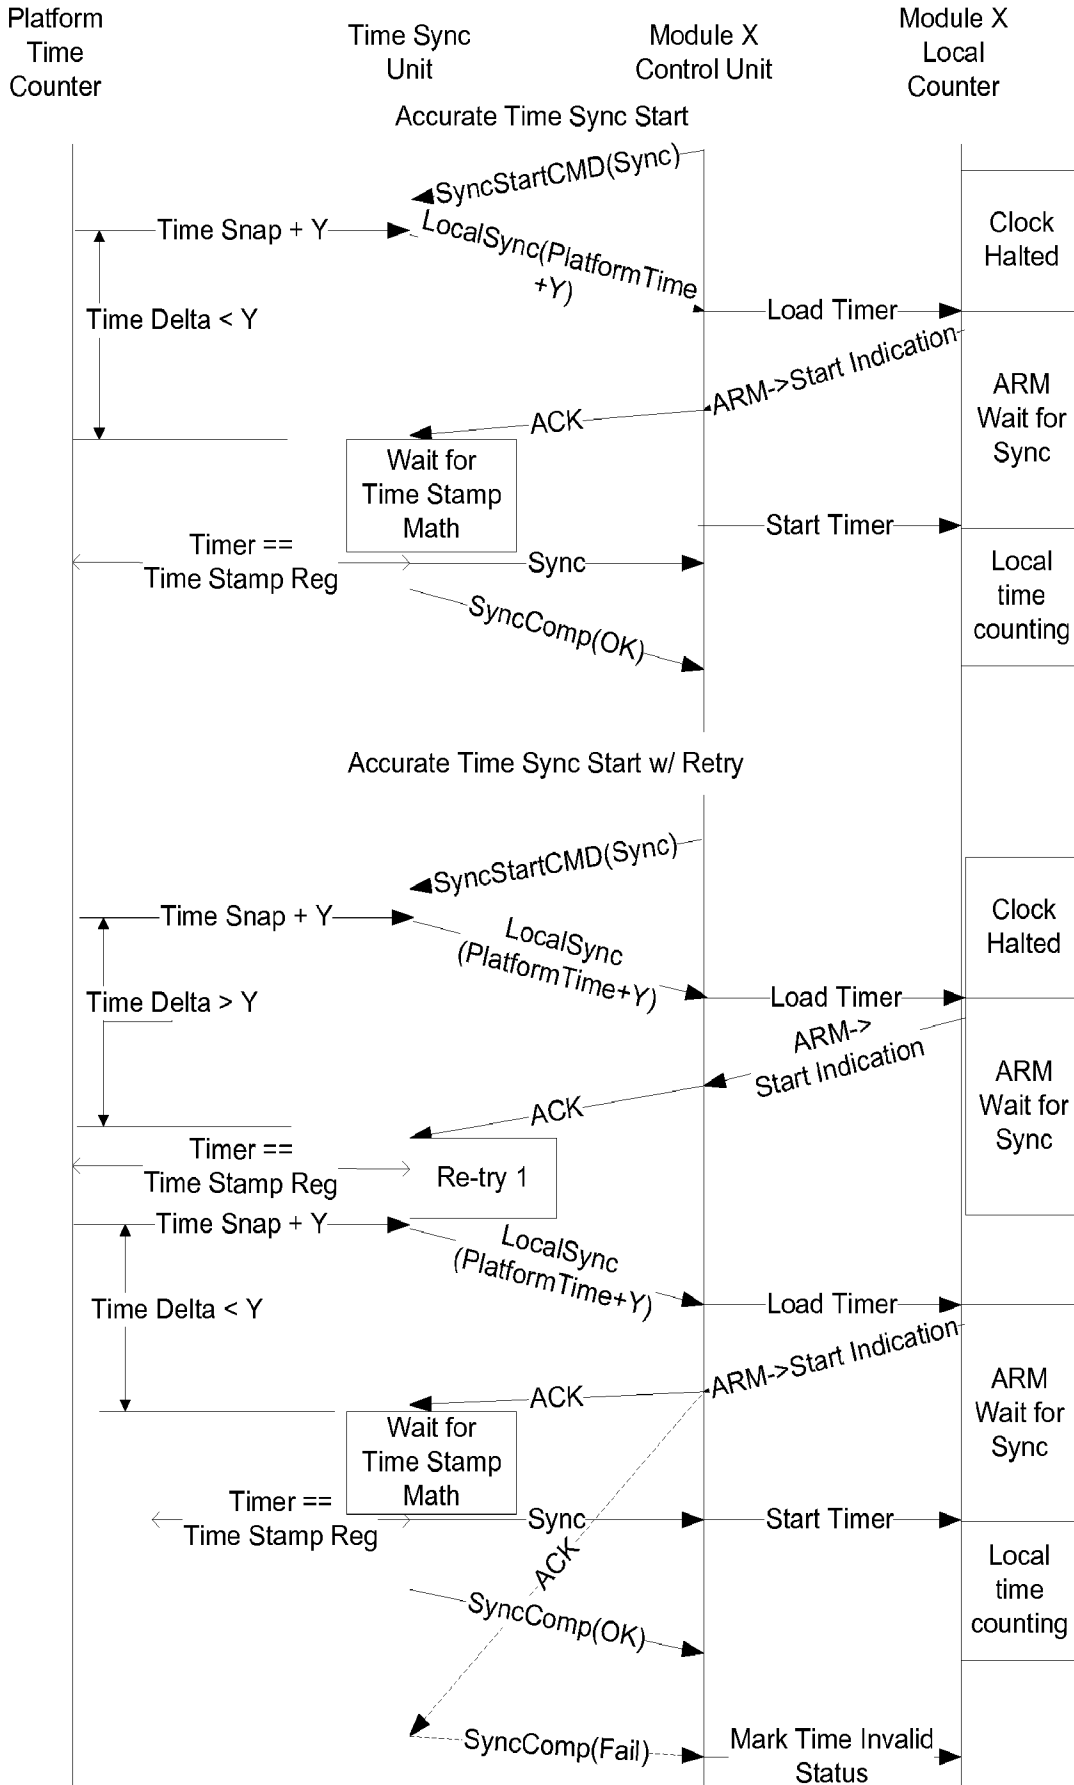 Platform
Time
Counter
Time Sync
Unit
Module X
Control Unit
Module X
Local
Counter
Accurate Time Sync Start
SyncStartCMD(Sync)
Time Snap + Y
LocalSync(PlatformTime
+Y)
Clock
Halted
Time Delta < Y
Load Timer
ARM->Start Indication
ACK
ARM
Wait for
Sync
Wait for
Time Stamp
Math
Start Timer
Timer ==
Time Stamp Reg
Sync
Local
time
counting
SyncComp(OK)
Accurate Time Sync Start w/ Retry
SyncStartCMD(Sync)
Time Snap + Y
LocalSync
(PlatformTime+Y)
Clock
Halted
Time Delta > Y
Load Timer
ARM->
Start Indication
ACK
ARM
Wait for
Sync
Timer ==
Time Stamp Reg
Re-try 1
Time Snap + Y
LocalSync
(PlatformTime+Y)
Time Delta < Y
Load Timer
ARM->Start Indication
ACK
ARM
Wait for
Sync
Wait for
Time Stamp
Math
Timer ==
Time Stamp Reg
Sync
Start Timer
ACK
Local
time
counting
SyncComp(OK)
SyncComp(Fail)
Mark Time Invalid
Status